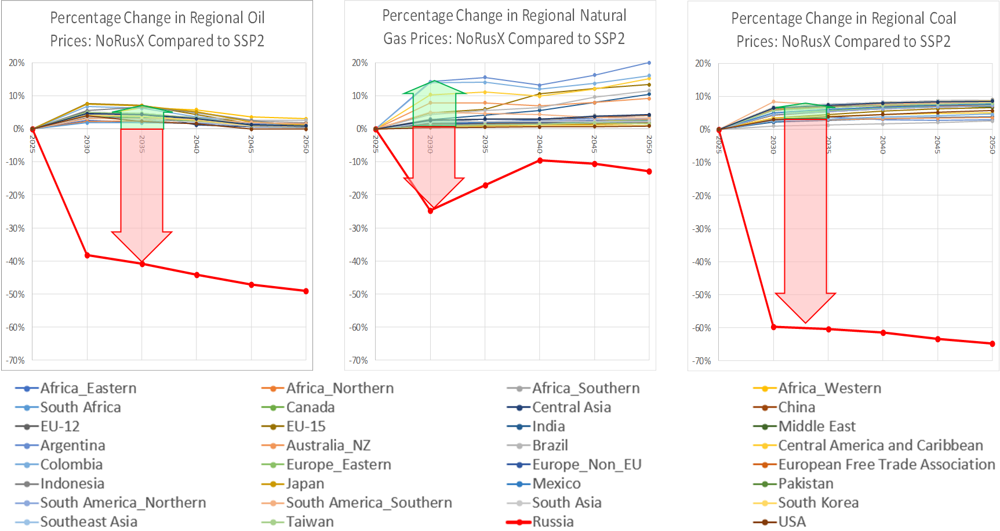 Percentage Change in Regional Oil
Prices: NoRusX Compared to SSP2
20%
10%
0%
-10%
-20%
-30%
-40%
-50%
-60%
-70%
2025
2030
2035
2040
2045
2050
Percentage Change in Regional Natural
Gas Prices: NoRusX Compared to SSP2
20%
10%
0%
-10%
-20%
-30%
-40%
-50%
-60%
-70%
2025
2030
2035
2040
2045
2050
Percentage Change in Regional Coal
Prices: NoRusX Compared to SSP2
20%
10%
0%
-10%
-20%
-30%
-40%
-50%
-60%
-70%
2025
2030
2035
2040
2045
2050
Africa_Eastern
Africa_Northern
Africa_Southern
Africa_Western
South Africa
Canada
Central Asia
China
EU-12
EU-15
India
Middle East
Argentina
Australia_NZ
Brazil
Central America and Caribbean
Colombia
Europe_Eastern
Europe_Non_EU
European Free Trade Association
Indonesia
Japan
Mexico
Pakistan
South America_Northern
South America_Southern
South Asia
South Korea
Southeast Asia
Taiwan
Russia
USA